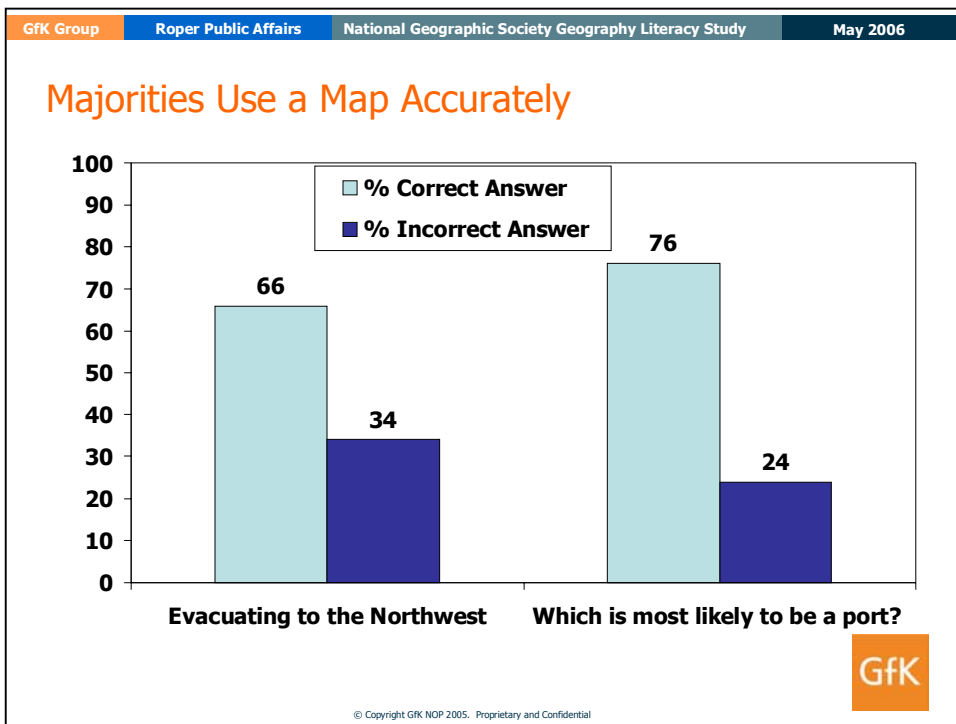 GfK Group Roper Public Affairs National Geographic Society Geography Literacy Study May 2006
Majorities Use a Map Accurately
100
90
80
70
60
50
40
30
20
10
0
% Correct Answer
% Incorrect Answer
66
34
76
24
Evacuating to the Northwest Which is most likely to be a port?
GfK
© Copyright GfK NOP 2005. Proprietary and Confidential